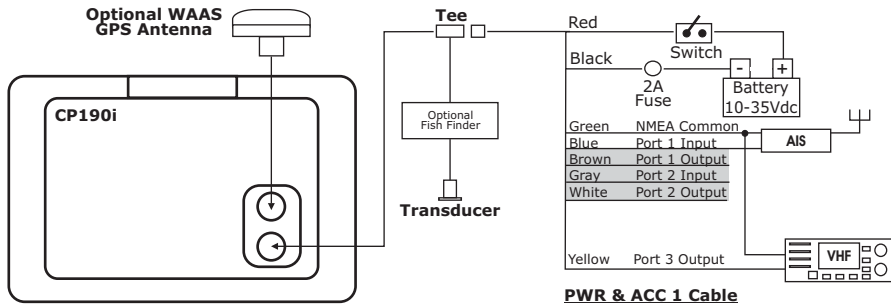 Optional WAAS
GPS Antenna
Tee
Red
Switch
Black
2A
Fuse
- +
Battery
10-35Vdc
CP190i
Optional
Fish Finder
Transducer
Green NMEA Common
Blue Port 1 Input
AIS
Brown Port 1 Output
Gray Port 2 Input
White Port 2 Output
Yellow Port 3 Output
VHF
PWR & ACC 1 Cable